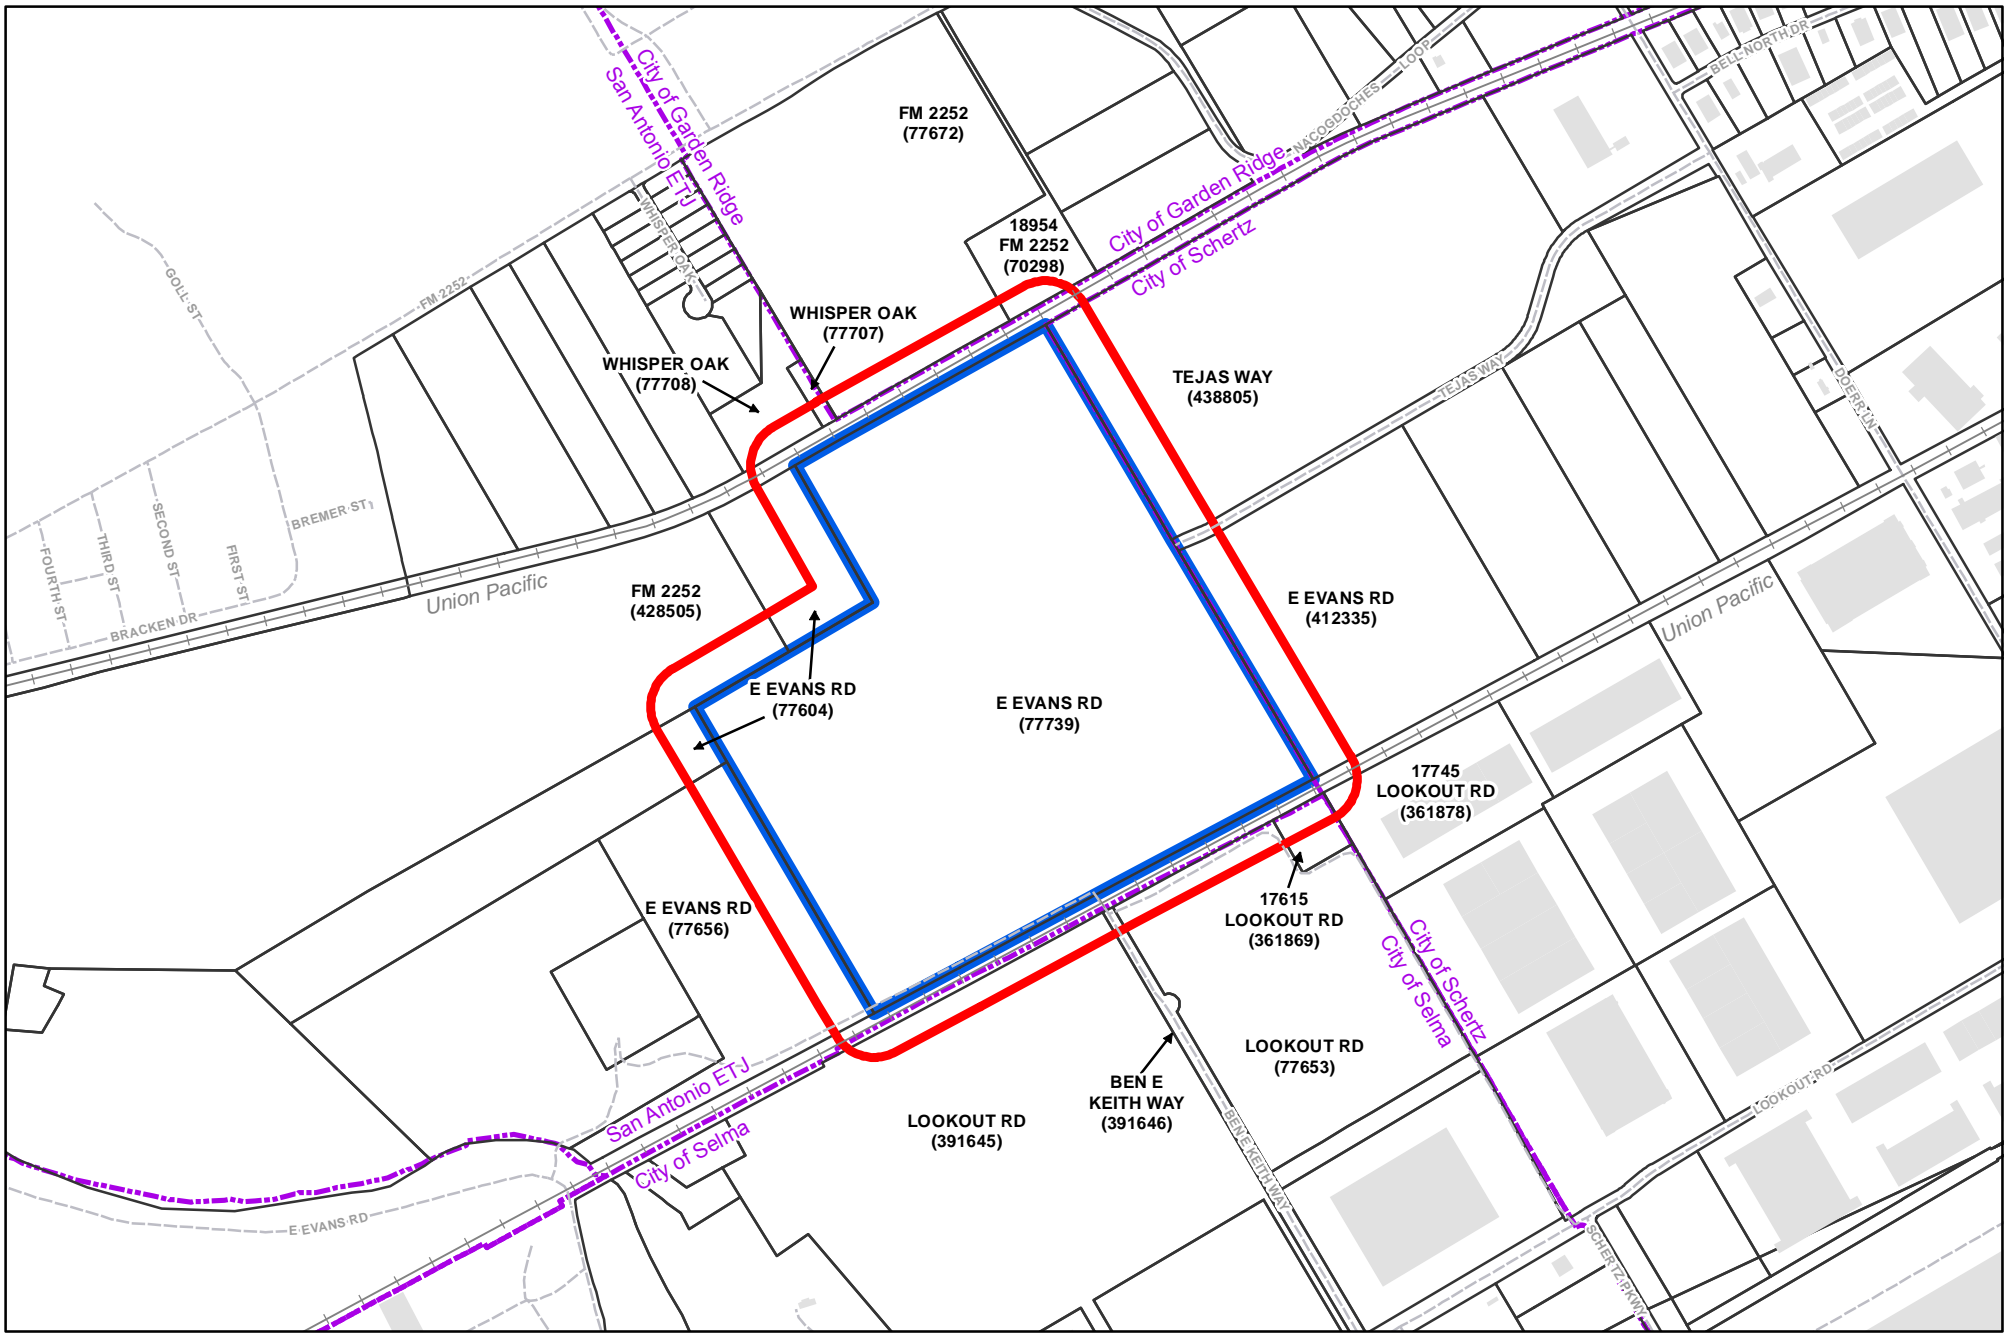 City of Garden Ridge
San Antonio ETJ
FM 2252
(77672)
NACOGDOCHES LOOP
BELL-NORTH DR
18954
FM 2252
(70298)
City of Garden Ridge
City of Schertz
WHISPER OAK
GOLL ST
FM 2252
WHISPER OAK
(77707)
WHISPER OAK
(77708)
TEJAS WAY
(438805)
TEJAS WAY
DOERR LN
BREMER ST
SECOND ST
THIRD ST
FOURTH ST
FIRST ST
BRACKEN DR
Union Pacific
FM 2252
(428505)
E EVANS RD
(412335)
Union Pacific
E EVANS RD
(77604)
E EVANS RD
(77739)
17745
LOOKOUT RD
(361878)
E EVANS RD
(77656)
17615
LOOKOUT RD
(361869)
City of Schertz
City of Selma
LOOKOUT RD
(77653)
BEN E
KEITH WAY
(391646)
LOOKOUT RD
(391645)
San Antonio ETJ
City of Selma
BEN E KEITH WAY
LOOKOUT RD
E EVANS RD
SCHERTZ PKWY